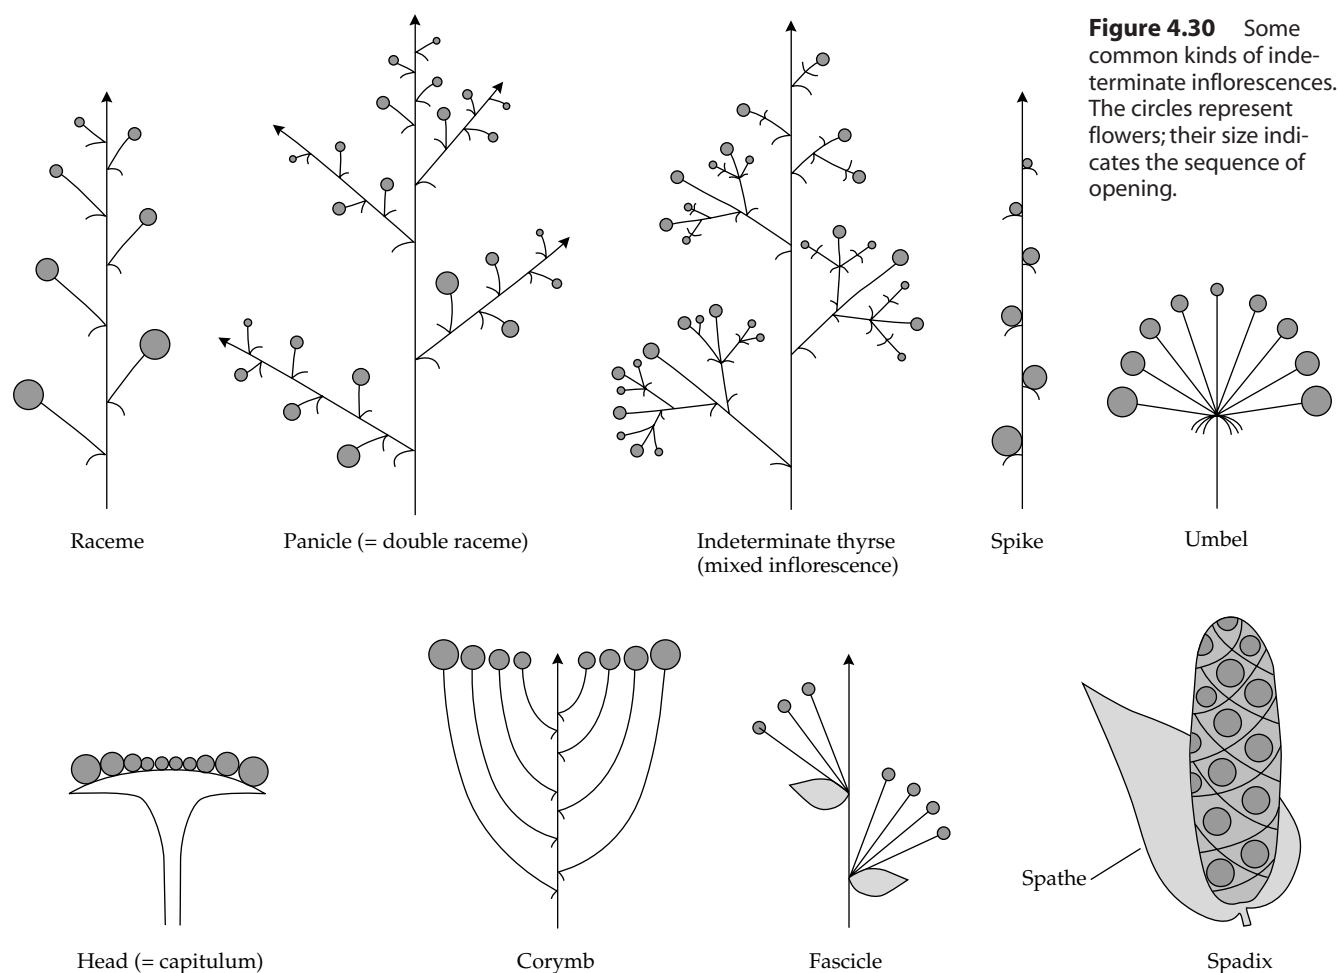 Figure 4.30 Some
common kinds of inde-
terminate inflorescences.
The circles represent
flowers; their size indi-
cates the sequence of
opening.
Raceme
Panicle (= double raceme)
Indeterminate thyrse
(mixed inflorescence)
Spike
Umbel
Spathe
Head (= capitulum)
Corymb
Fascicle
Spadix